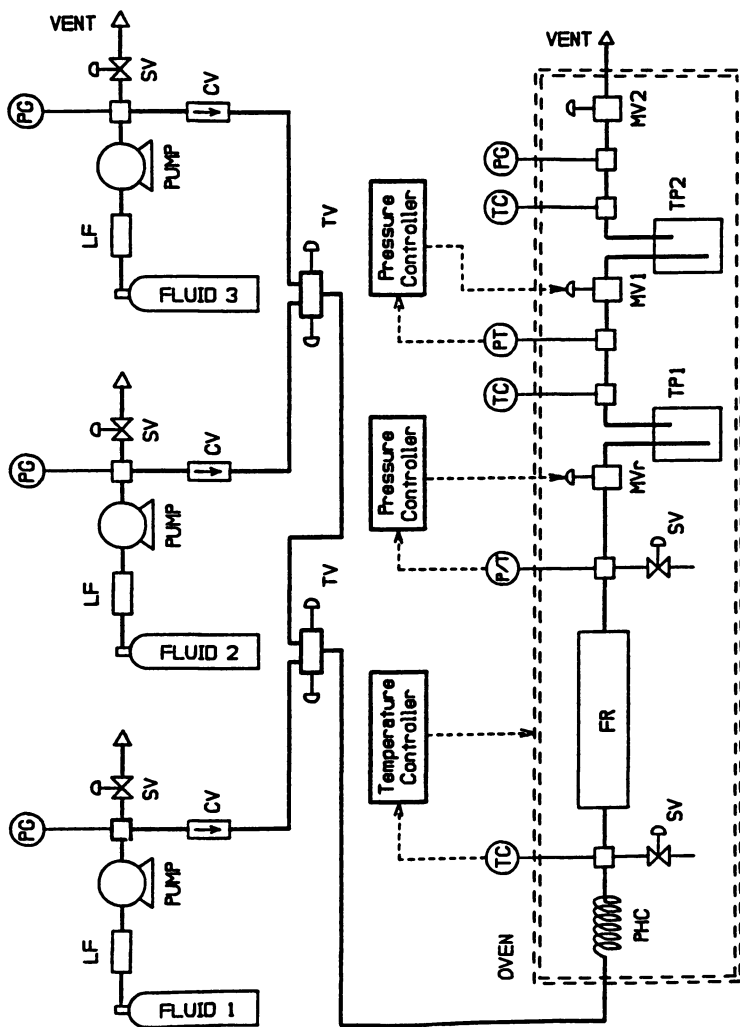 FLUID 1
LF
PUMP
PG
SV
CV
FLUID 2
LF
PUMP
PG
SV
CV
FLUID 3
LF
PUMP
PG
SV
VENT
CV
TV
TV
Temperature
Controller
Pressure
Controller
Pressure
Controller
OVEN
PHC
TC
SV
FR
P/T
SV
MVr
TP1
TC
PT
MV1
TP2
TC
PG
MV2
VENT